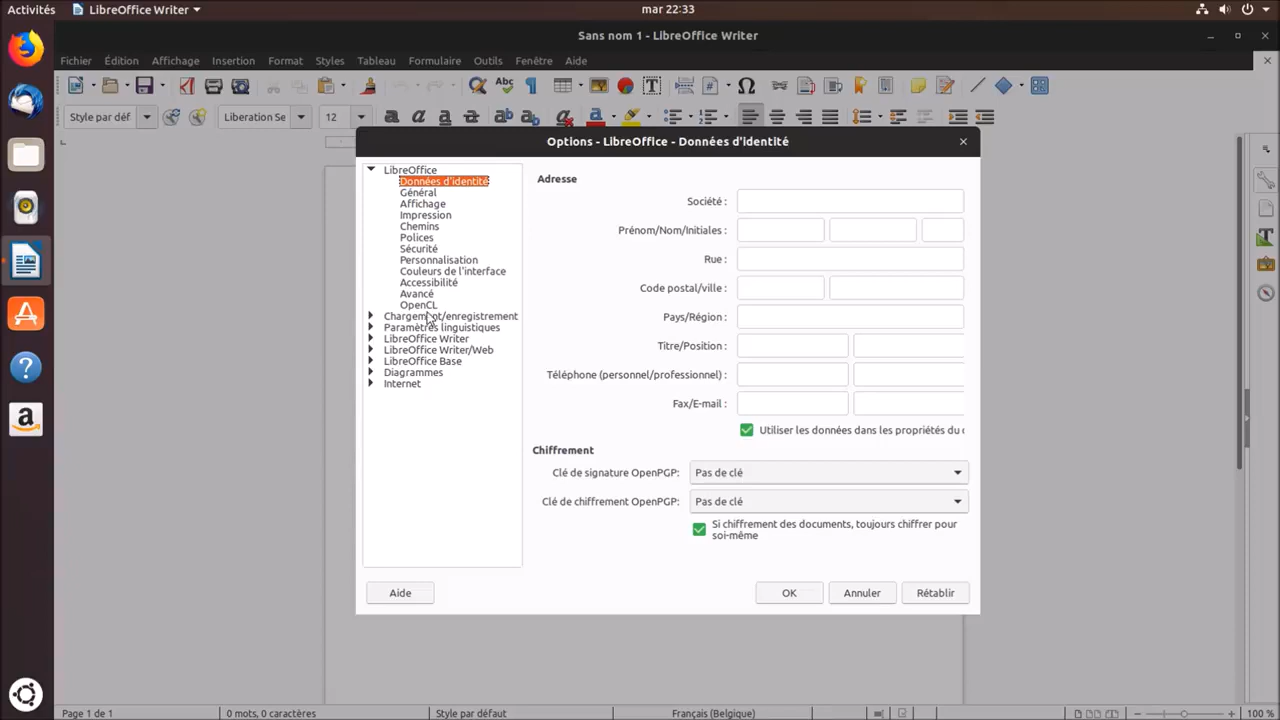 Activités
LibreOffice Writer
mar 22:33
Sans nom 1 - LibreOffice Writer
Fichier Édition Affichage Insertion Format Styles Tableau Formulaire Outils Fenêtre Aide
Style par déf
Liberation Se
12
Options - LibreOffice - Données d'identité
LibreOffice
Données d'identité
Général
Affichage
Impression
Chemins
Polices
Sécurité
Personnalisation
Couleurs de l'interface
Accessibilité
Avancé
OpenCL
Chargement/enregistrement
Paramètres linguistiques
LibreOffice Writer
LibreOffice Writer/Web
LibreOffice Base
Diagrammes
Internet
Adresse
Société :
Prénom/Nom/Initiales :
Rue :
Code postal/ville :
Pays/Région :
Titre/Position :
Téléphone (personnel/professionnel) :
Fax/E-mail :
Utiliser les données dans les propriétés du
Chiffrement
Clé de signature OpenPGP: Pas de clé
Clé de chiffrement OpenPGP: Pas de clé
Si chiffrement des documents, toujours chiffrer pour
soi-même
Aide OK Annuler Rétablir
Page 1 de 1
0 mots, 0 caractères
Style par défaut
Français (Belgique)
100 %